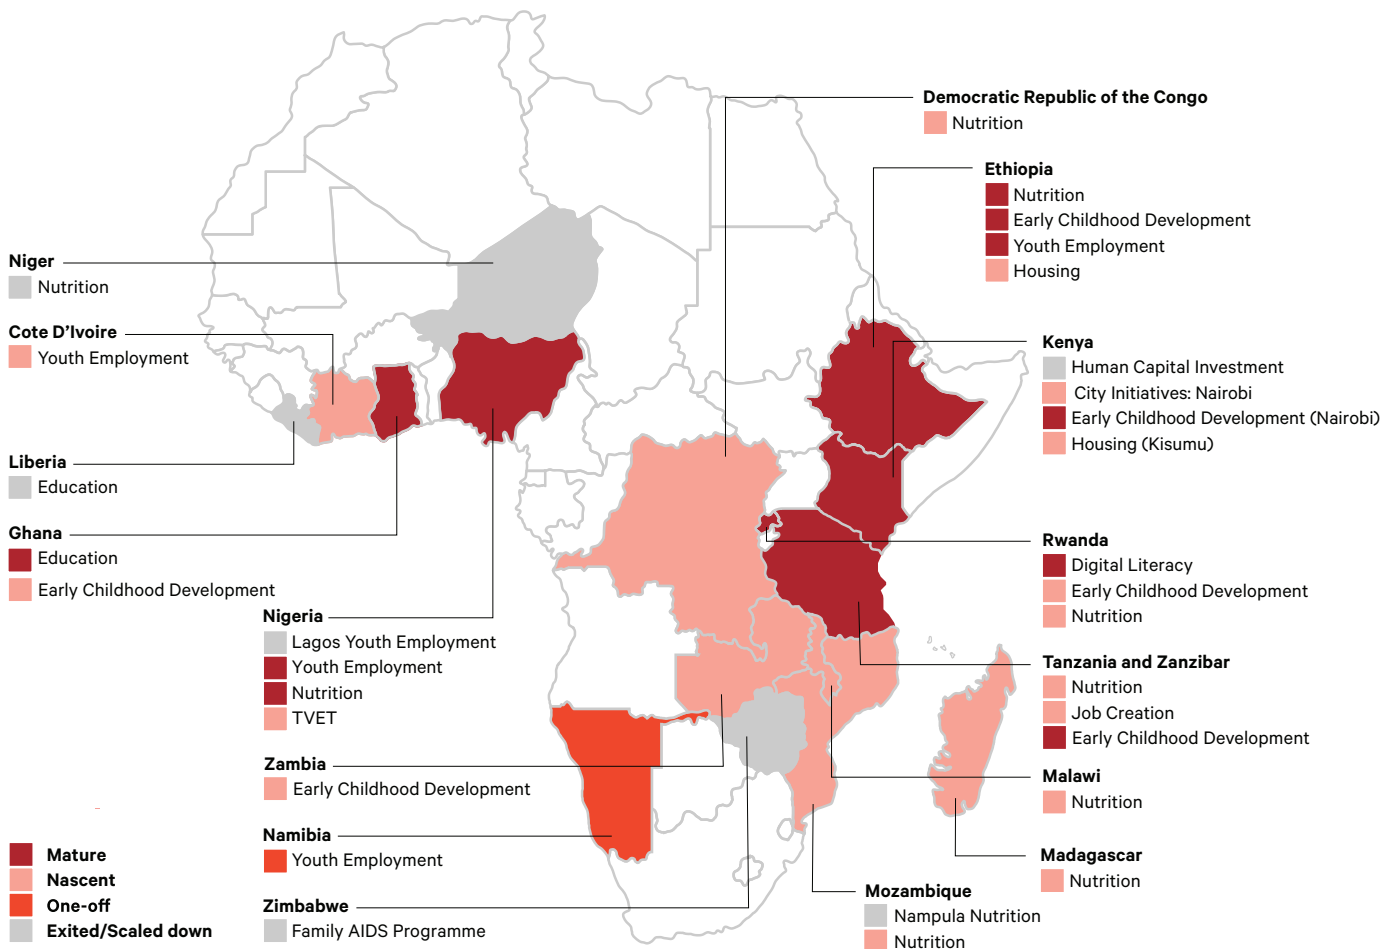 Democratic Republic of the Congo
Nutrition
Ethiopia
Nutrition
Early Childhood Development
Youth Employment
Housing
Niger
Nutrition
Cote D’Ivoire
Youth Employment
Kenya
Human Capital Investment
City Initiatives: Nairobi
Early Childhood Development (Nairobi)
Housing (Kisumu)
Liberia
Education
Ghana
Education
Early Childhood Development
Rwanda
Digital Literacy
Early Childhood Development
Nutrition
Nigeria
Lagos Youth Employment
Youth Employment
Nutrition
TVET
Tanzania and Zanzibar
Nutrition
Job Creation
Early Childhood Development
Zambia
Early Childhood Development
Malawi
Nutrition
Namibia
Youth Employment
Madagascar
Nutrition
Zimbabwe
Family AIDS Programme
Mozambique
Nampula Nutrition
Nutrition
Mature
Nascent
One-off
Exited/Scaled down